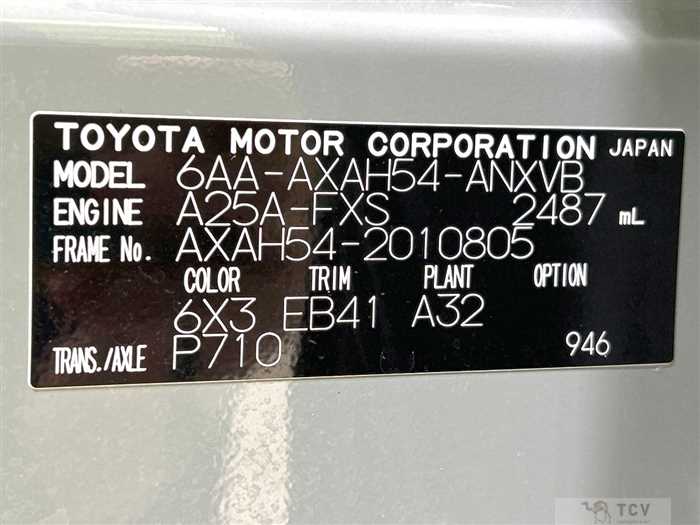 TOYOTA MOTOR CORPORATION JAPAN
MODEL 6AA-AXAH54-ANXVB
ENGINE A25A-FXS 2487 mL
FRAME No. AXAH54-2010805
COLOR TRIM PLANT OPTION
6X3 EB41 A32
TRANS./AXLE P710 946
TCV